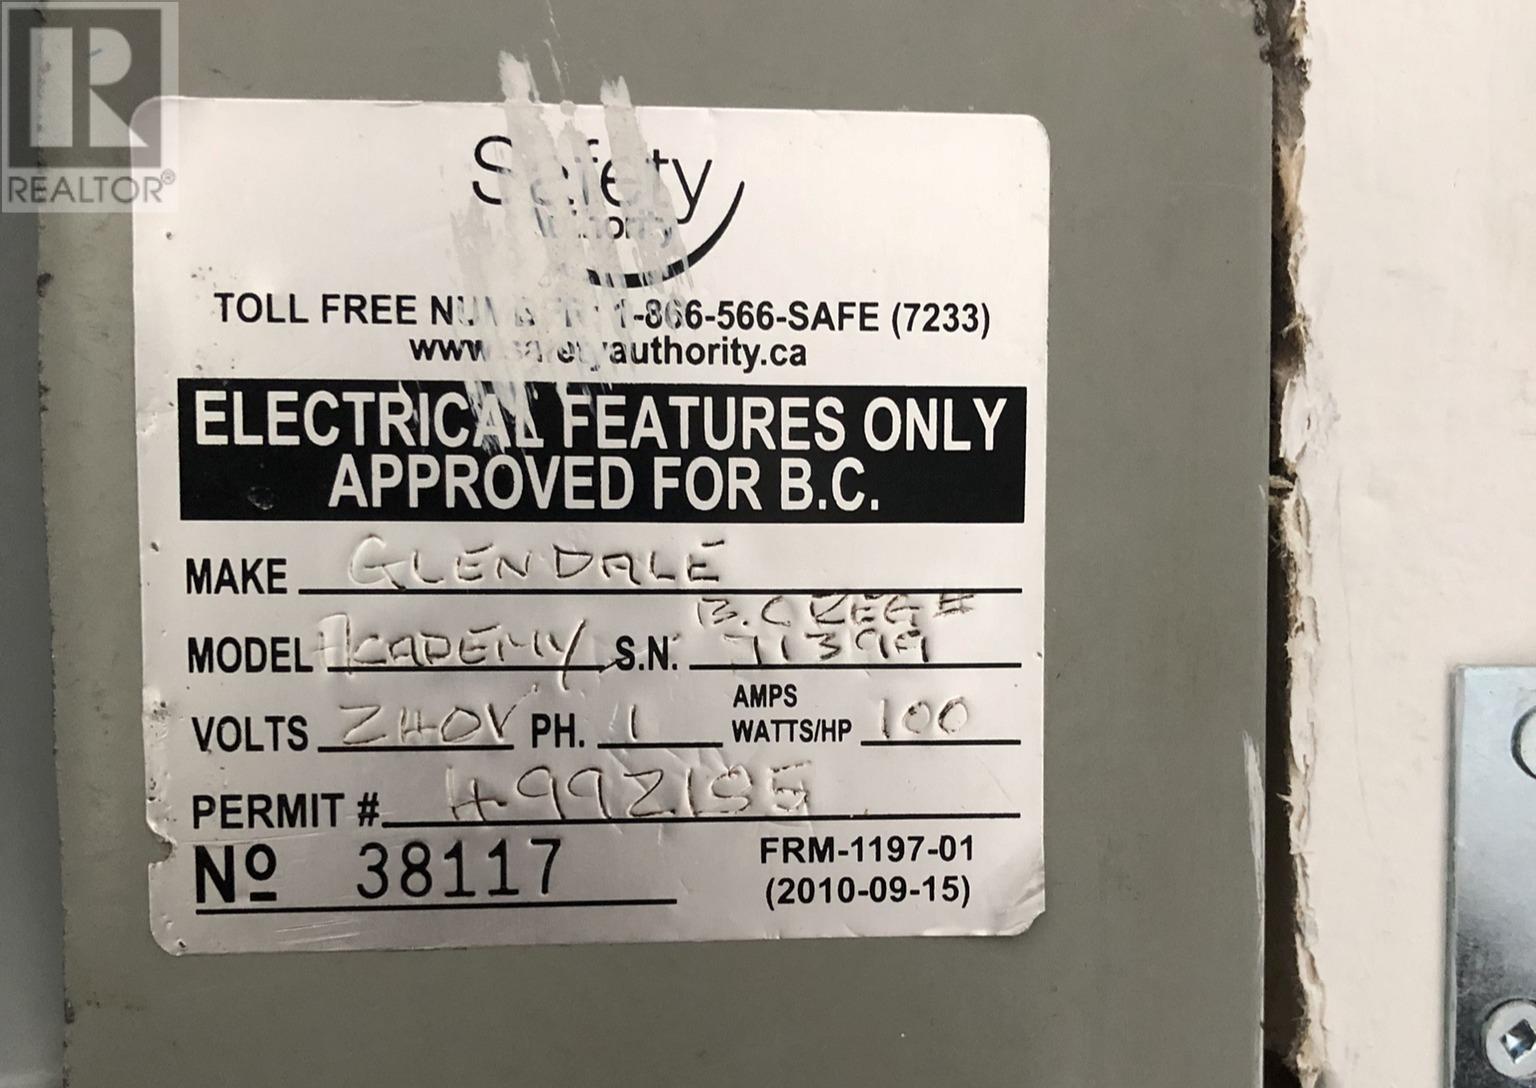 REALTOR®
Safety
Authority
TOLL FREE NUMBER 1-866-566-SAFE (7233)
www.safetyauthority.ca
ELECTRICAL FEATURES ONLY
APPROVED FOR B.C.
MAKE GLENDALE
MODEL ACADEMY S.N. B.C REG #
71399
VOLTS 240V PH. 1 AMPS
WATTS/HP 100
PERMIT #
Nº 38117 FRM-1197-01
(2010-09-15)